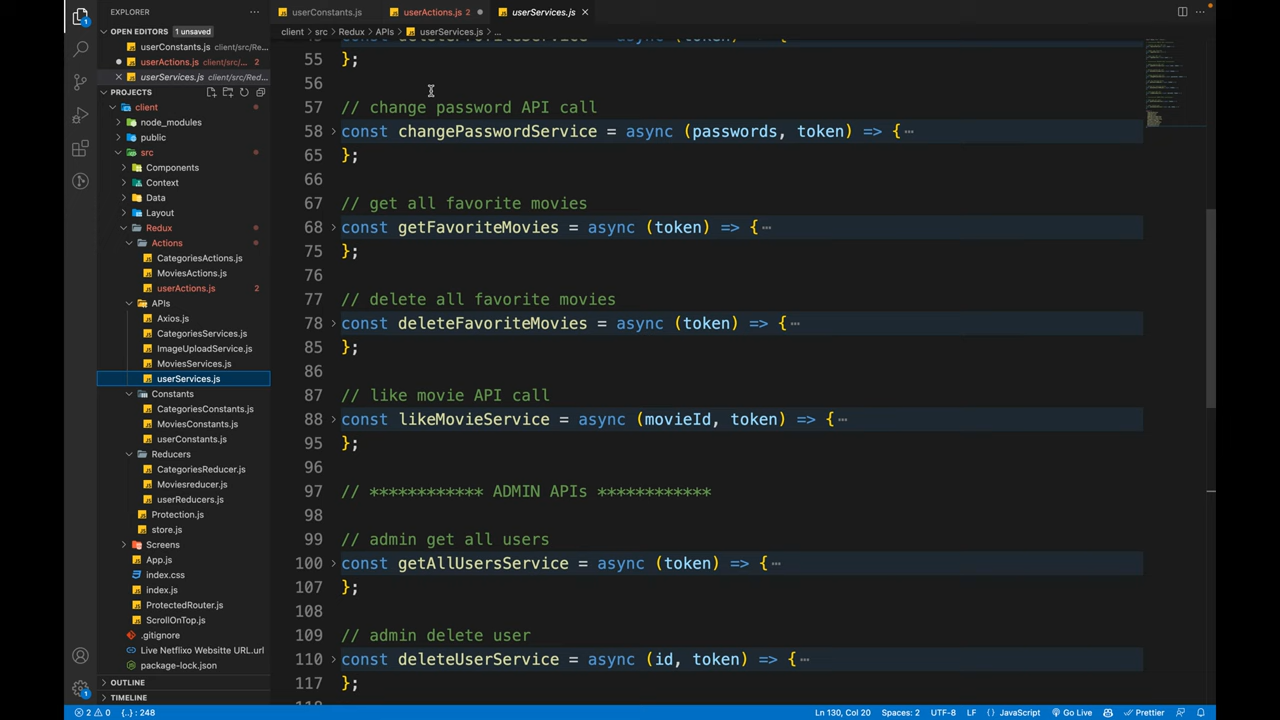 EXPLORER
OPEN EDITORS 1 unsaved
userConstants.js client/src/Re...
userActions.js client/src/... 2
userServices.js client/src/Red...
PROJECTS
client
node_modules
public
src
Components
Context
Data
Layout
Redux
Actions
CategoriesActions.js
MoviesActions.js
userActions.js 2
APIs
Axios.js
CategoriesServices.js
ImageUploadService.js
MoviesServices.js
userServices.js
Constants
CategoriesConstants.js
MoviesConstants.js
userConstants.js
Reducers
CategoriesReducer.js
Moviesreducer.js
userReducers.js
Protection.js
store.js
Screens
App.js
index.css
index.js
ProtectedRouter.js
ScrollOnTop.js
.gitignore
Live Netflixo Websitte URL.url
package-lock.json
OUTLINE
TIMELINE
userConstants.js userActions.js 2 userServices.js
client > src > Redux > APIs > userServices.js > ...
55 };
56
57 // change password API call
58 const changePasswordService = async (passwords, token) => {⋯
65 };
66
67 // get all favorite movies
68 const getFavoriteMovies = async (token) => {⋯
75 };
76
77 // delete all favorite movies
78 const deleteFavoriteMovies = async (token) => {⋯
85 };
86
87 // like movie API call
88 const likeMovieService = async (movieId, token) => {⋯
95 };
96
97 // ************ ADMIN APIs ************
98
99 // admin get all users
100 const getAllUsersService = async (token) => {⋯
107 };
108
109 // admin delete user
110 const deleteUserService = async (id, token) => {⋯
117 };
2 0 {..} : 248 Ln 130, Col 20 Spaces: 2 UTF-8 LF {} JavaScript Go Live Prettier